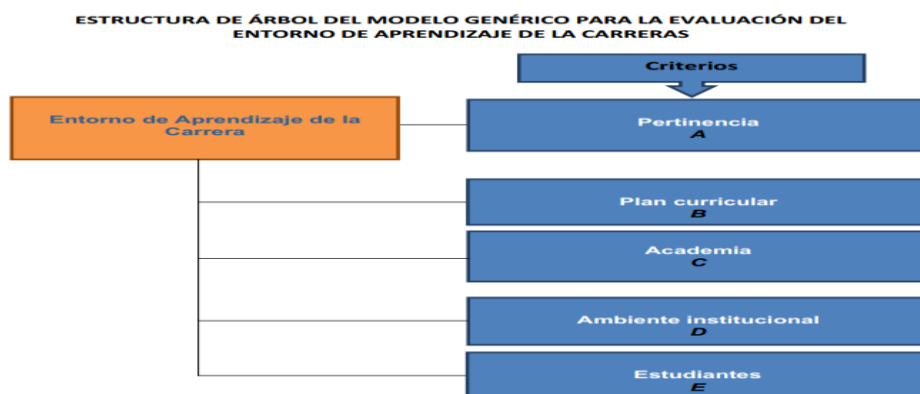 ESTRUCTURA DE ÁRBOL DEL MODELO GENÉRICO PARA LA EVALUACIÓN DEL
ENTORNO DE APRENDIZAJE DE LA CARRERAS
Criterios
Entorno de Aprendizaje de la
Carrera
Pertinencia
A
Plan curricular
B
Academia
C
Ambiente institucional
D
Estudiantes
E